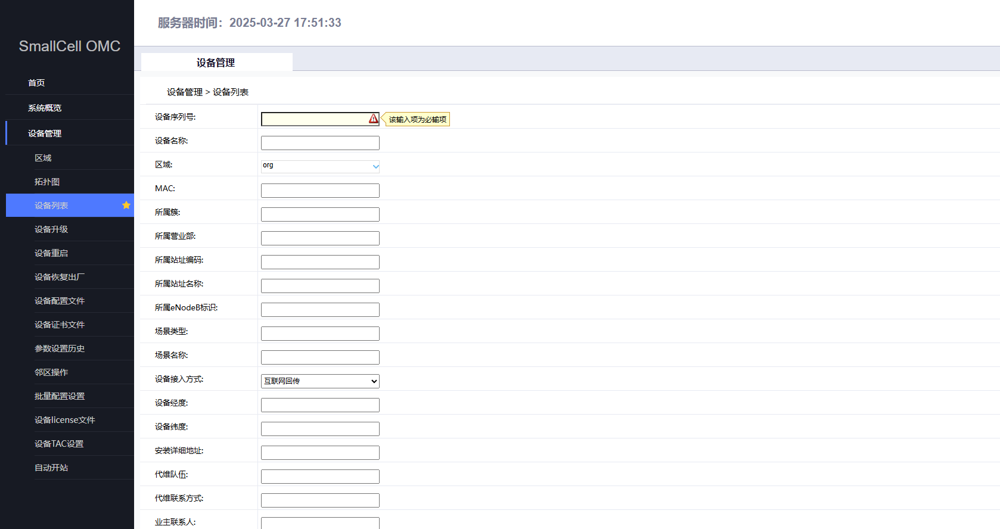 服务器时间：2025-03-27 17:51:33
SmallCell OMC
首页
系统概览
设备管理
区域
拓扑图
设备列表
设备升级
设备重启
设备恢复出厂
设备配置文件
设备证书文件
参数设置历史
邻区操作
批量配置设置
设备license文件
设备TAC设置
自动开站
设备管理
设备管理 > 设备列表
设备序列号:
该输入项为必输项
设备名称:
区域:
org
MAC:
所属簇:
所属营业部:
所属站址编码:
所属站址名称:
所属eNodeB标识:
场景类型:
场景名称:
设备接入方式:
互联网回传
设备经度:
设备纬度:
安装详细地址:
代维队伍:
代维联系方式:
业主联系人: